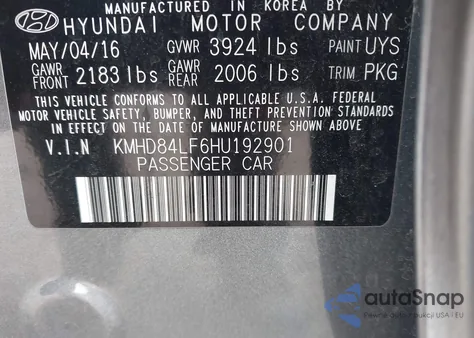 MANUFACTURED IN KOREA BY
HYUNDAI MOTOR COMPANY
MAY/04/16 GVWR 3924 lbs PAINT UYS
GAWR FRONT 2183 lbs GAWR REAR 2006 lbs TRIM PKG
THIS VEHICLE CONFORMS TO ALL U.S.A. FEDERAL
MOTOR VEHICLE SAFETY, BUMPER, AND THEFT PREVENTION STANDARDS
IN EFFECT ON THE DATE OF MANUFACTURE SHOWN ABOVE.
V.I.N KMHD84LF6HU192901
PASSENGER CAR
autoSnap